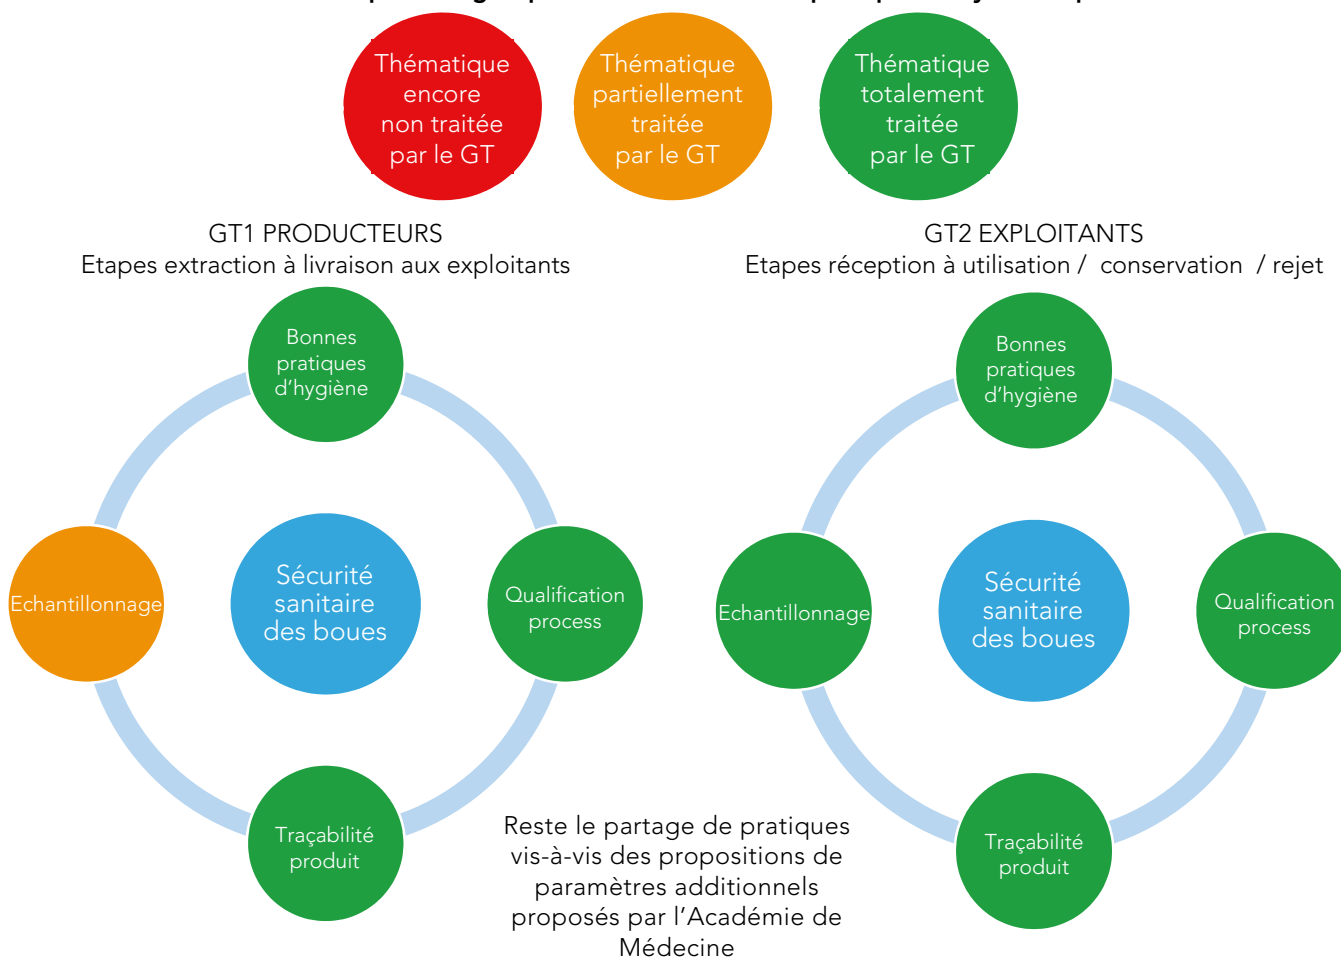 Thématique
encore
non traitée
par le GT
Thématique
partiellement
traitée
par le GT
Thématique
totalement
traitée
par le GT
GT1 PRODUCTEURS
Etapes extraction à livraison aux exploitants
GT2 EXPLOITANTS
Etapes réception à utilisation / conservation / rejet
Bonnes
pratiques
d'hygiène
Echantillonnage
Sécurité
sanitaire
des boues
Qualification
process
Traçabilité
produit
Bonnes
pratiques
d'hygiène
Echantillonnage
Sécurité
sanitaire
des boues
Qualification
process
Traçabilité
produit
Reste le partage de pratiques
vis-à-vis des propositions de
paramètres additionnels
proposés par l'Académie de
Médecine